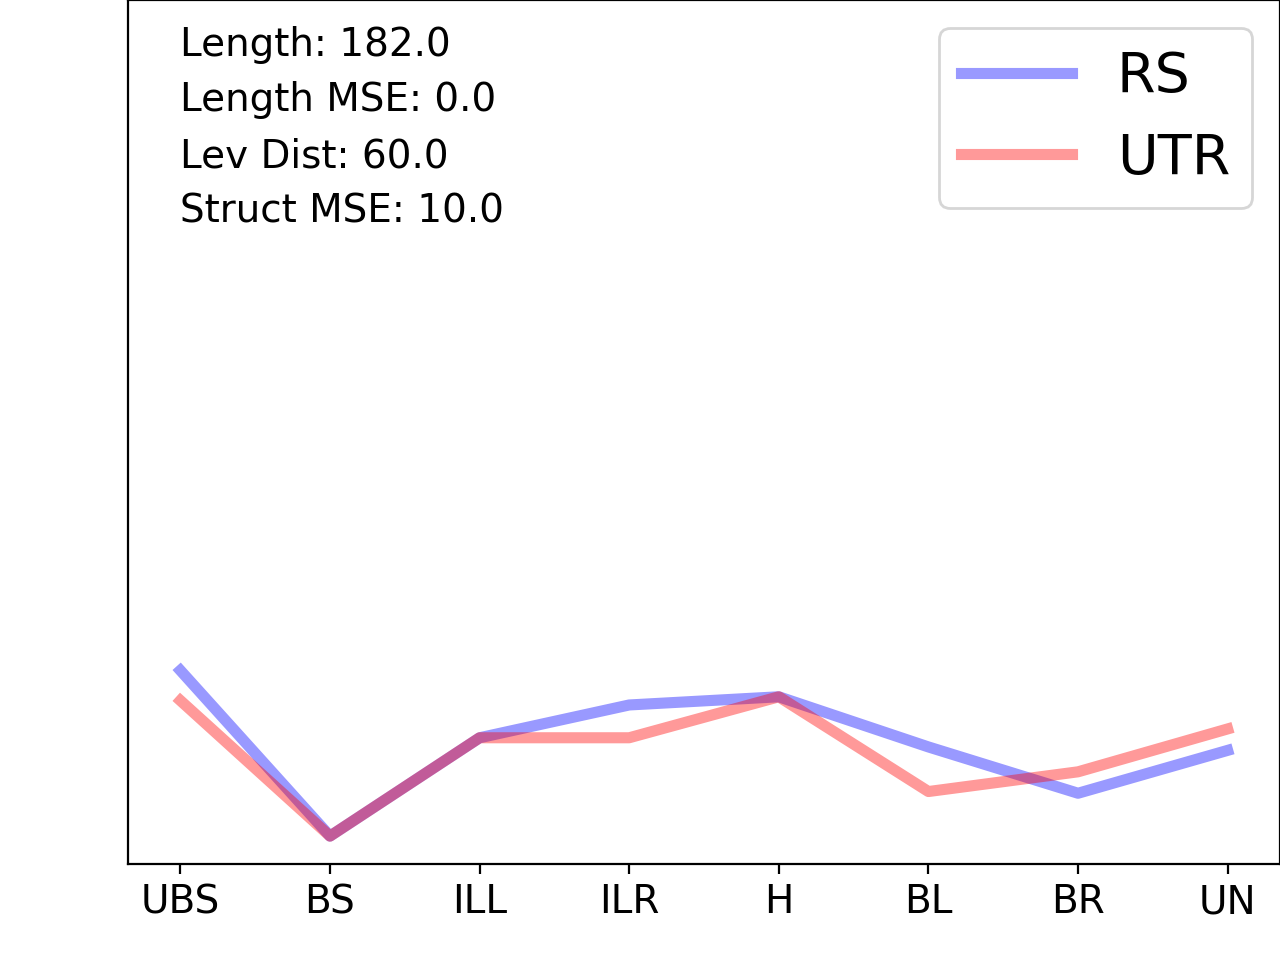 Length: 182.0
Length MSE: 0.0
Lev Dist: 60.0
Struct MSE: 10.0
RS
UTR
UBS BS ILL ILR H BL BR UN